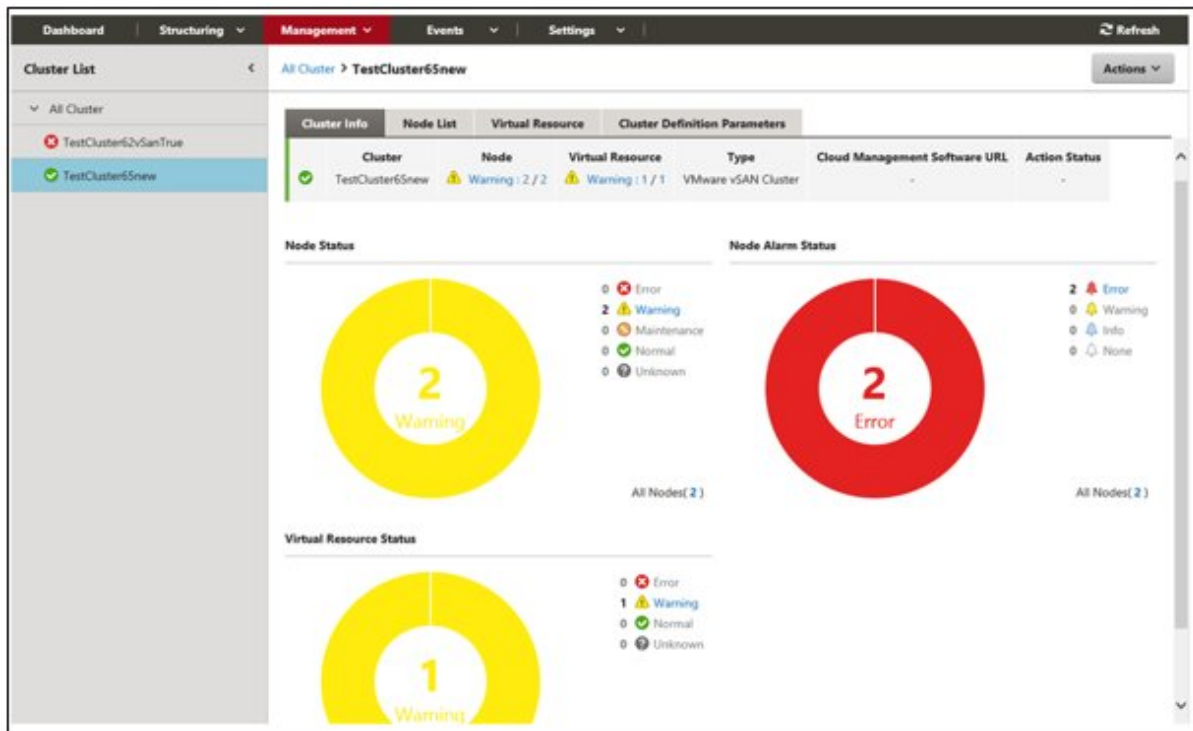 Dashboard Structuring Management Events Settings Refresh
Cluster List
All Cluster > TestCluster65new
Actions
All Cluster
TestCluster62vSanTrue
TestCluster65new
Cluster Info Node List Virtual Resource Cluster Definition Parameters
Cluster Node Virtual Resource Type Cloud Management Software URL Action Status
TestCluster65new Warning : 2 / 2 Warning : 1 / 1 VMware vSAN Cluster - -
Node Status
0 Error
2 Warning
0 Maintenance
0 Normal
0 Unknown
2
Warning
All Nodes( 2 )
Node Alarm Status
2 Error
0 Warning
0 Info
0 None
2
Error
All Nodes( 2 )
Virtual Resource Status
0 Error
1 Warning
0 Normal
0 Unknown
1
Warning